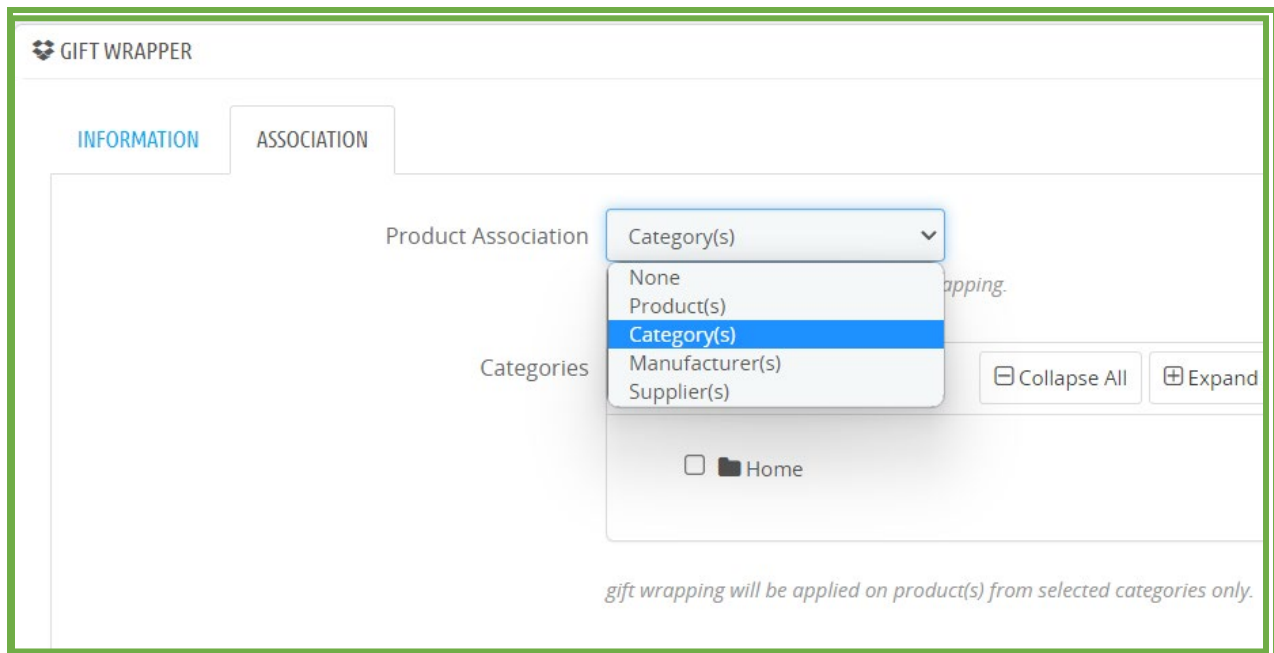 GIFT WRAPPER
INFORMATION ASSOCIATION
Product Association Category(s)
None
apping.
Product(s)
Category(s)
Categories Manufacturer(s)
Collapse All Expand
Supplier(s)
Home
gift wrapping will be applied on product(s) from selected categories only.